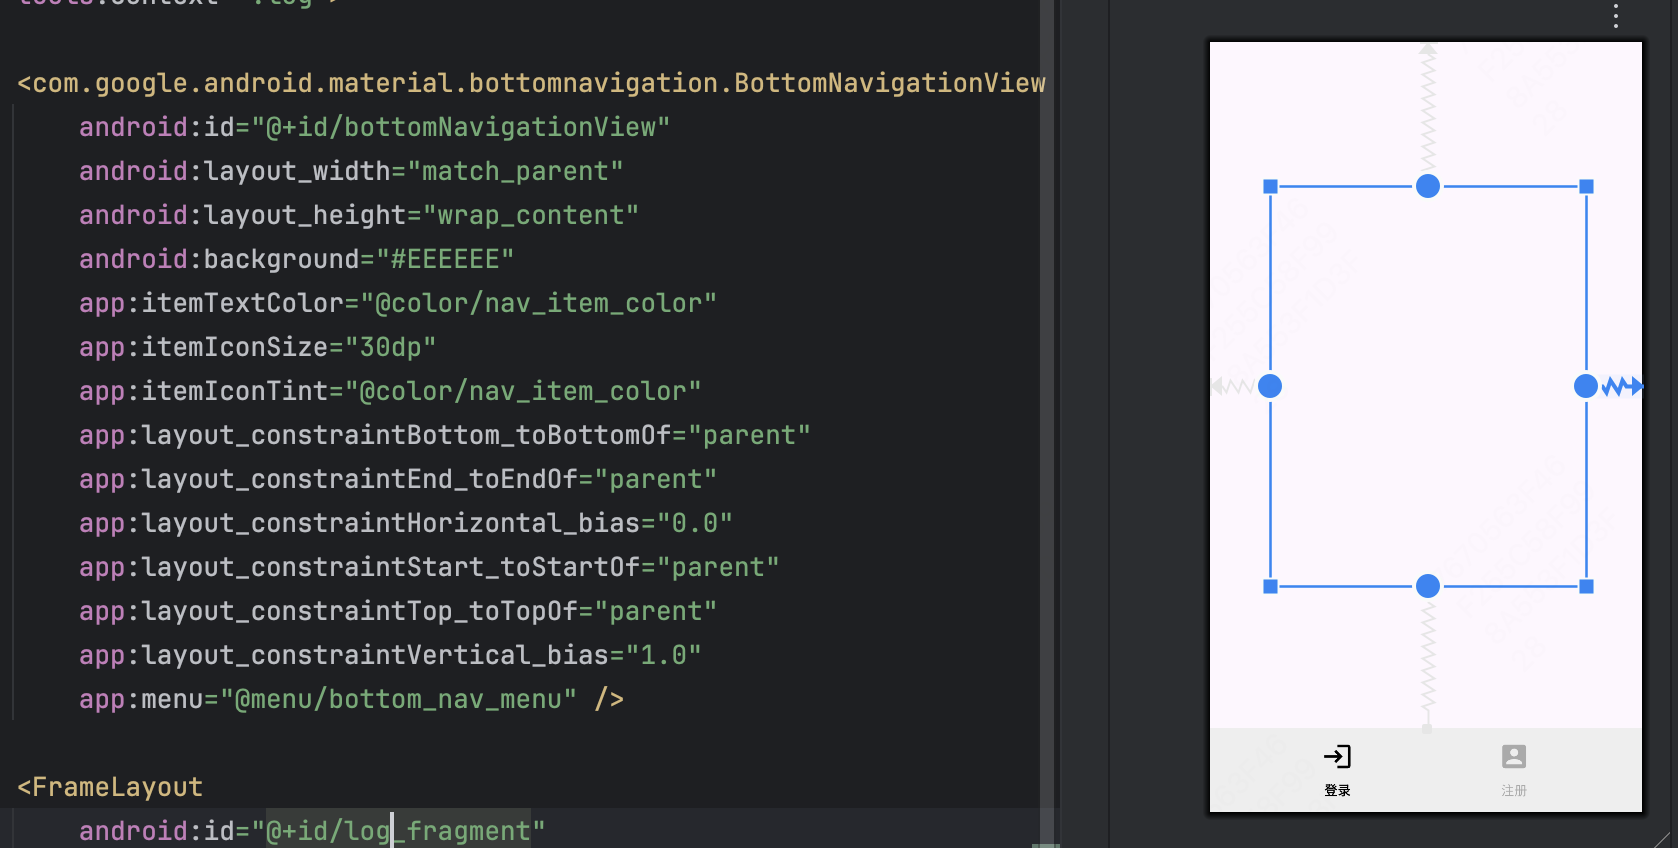 <com.google.android.material.bottomnavigation.BottomNavigationView
android:id="@+id/bottomNavigationView"
android:layout_width="match_parent"
android:layout_height="wrap_content"
android:background="#EEEEEE"
app:itemTextColor="@color/nav_item_color"
app:itemIconSize="30dp"
app:itemIconTint="@color/nav_item_color"
app:layout_constraintBottom_toBottomOf="parent"
app:layout_constraintEnd_toEndOf="parent"
app:layout_constraintHorizontal_bias="0.0"
app:layout_constraintStart_toStartOf="parent"
app:layout_constraintTop_toTopOf="parent"
app:layout_constraintVertical_bias="1.0"
app:menu="@menu/bottom_nav_menu" />
<FrameLayout
android:id="@+id/log_fragment"
登录
注册